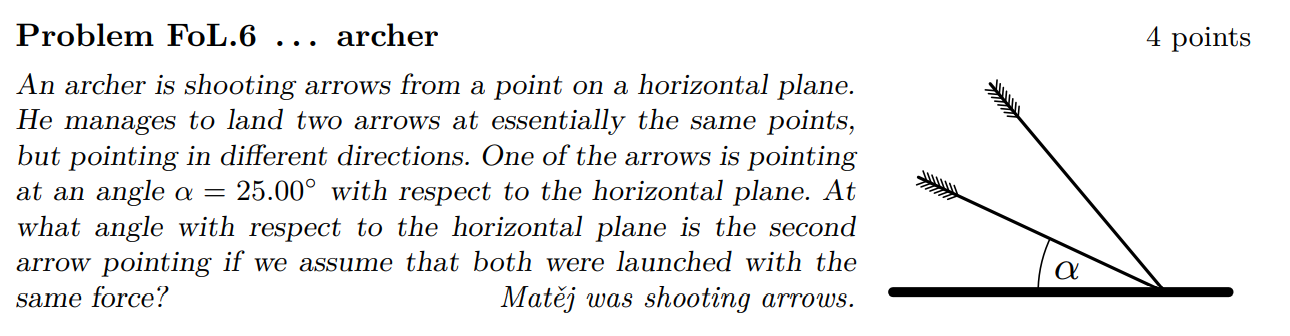 Problem FoL.6 ... archer 4 points
An archer is shooting arrows from a point on a horizontal plane.
He manages to land two arrows at essentially the same points,
but pointing in different directions. One of the arrows is pointing
at an angle α = 25.00° with respect to the horizontal plane. At
what angle with respect to the horizontal plane is the second
arrow pointing if we assume that both were launched with the
same force? Matěj was shooting arrows.
α